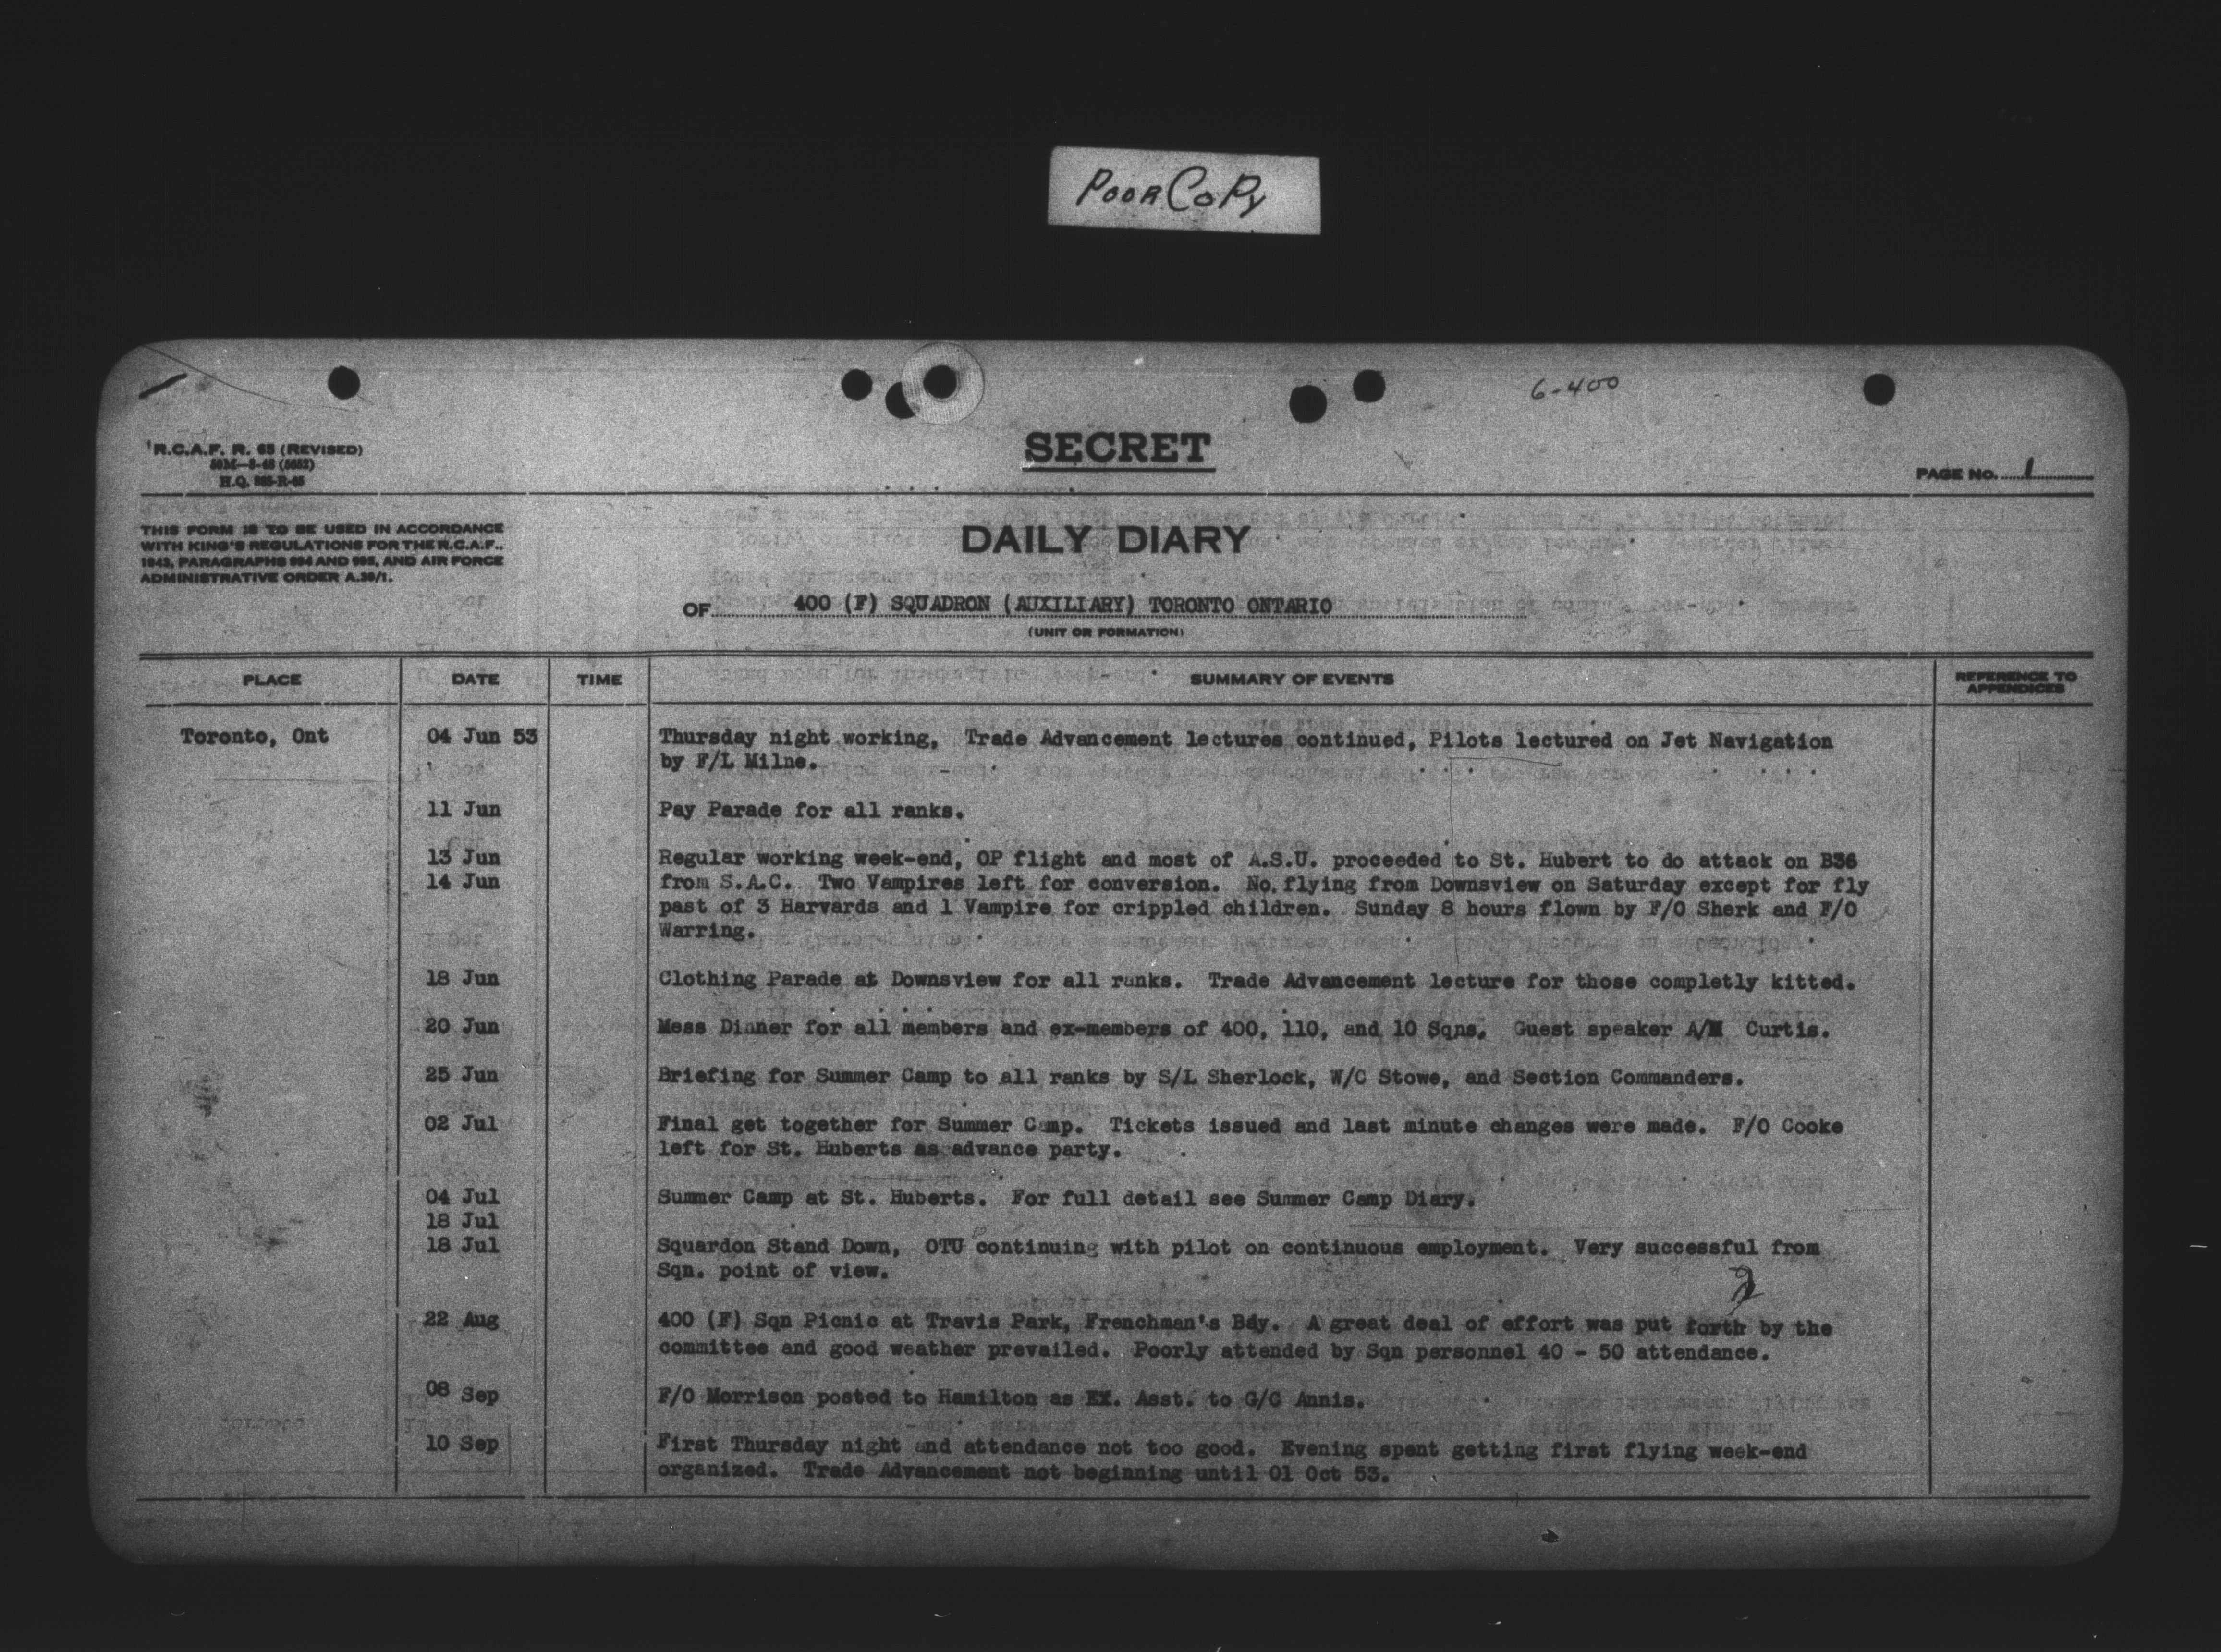 Poor Copy
6-400
R.C.A.F. R. 65 (REVISED)
SECRET
PAGE NO. 1
THIS FORM IS TO BE USED IN ACCORDANCE
WITH KING'S REGULATIONS FOR THE R.C.A.F.,
1943, PARAGRAPHS 994 AND 995, AND AIR FORCE
ADMINISTRATIVE ORDER A.39/1.
DAILY DIARY
OF 400 (F) SQUADRON (AUXILIARY) TORONTO ONTARIO
(UNIT OR FORMATION)
PLACE DATE TIME SUMMARY OF EVENTS REFERENCE TO APPENDICES
Toronto, Ont 04 Jun 53 Thursday night working, Trade Advancement lectures continued, Pilots lectured on Jet Navigation
by F/L Milne.
11 Jun Pay Parade for all ranks.
13 Jun Regular working week-end, OP flight and most of A.S.U. proceeded to St. Hubert to do attack on B36
14 Jun from S.A.C. Two Vampires left for conversion. No. flying from Downsview on Saturday except for fly
past of 3 Harvards and 1 Vampire for crippled children. Sunday 8 hours flown by F/O Sherk and F/O
Warring.
18 Jun Clothing Parade at Downsview for all ranks. Trade Advancement lecture for those completly kitted.
20 Jun Mess Dinner for all members and ex-members of 400, 110, and 10 Sqns. Guest speaker A/M Curtis.
25 Jun Briefing for Summer Camp to all ranks by S/L Sherlock, W/C Stowe, and Section Commanders.
02 Jul Final get together for Summer Camp. Tickets issued and last minute changes were made. F/O Cooke
left for St. Huberts as advance party.
04 Jul Summer Camp at St. Huberts. For full detail see Summer Camp Diary.
18 Jul
18 Jul Squardon Stand Down, OTU continuing with pilot on continuous employment. Very successful from
Sqn. point of view.
2
22 Aug 400 (F) Sqn Picnic at Travis Park, Frenchman's Bay. A great deal of effort was put forth by the
committee and good weather prevailed. Poorly attended by Sqn personnel 40 - 50 attendance.
08 Sep F/O Morrison posted to Hamilton as EX. Asst. to G/C Annis.
10 Sep First Thursday night and attendance not too good. Evening spent getting first flying week-end
organized. Trade Advancement not beginning until 01 Oct 53.